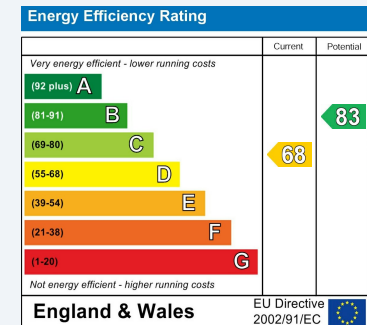 Energy Efficiency Rating
Current Potential
Very energy efficient - lower running costs
(92 plus) A
(81-91) B
83
(69-80) C
68
(55-68) D
(39-54) E
(21-38) F
(1-20) G
Not energy efficient - higher running costs
England & Wales
EU Directive
2002/91/EC